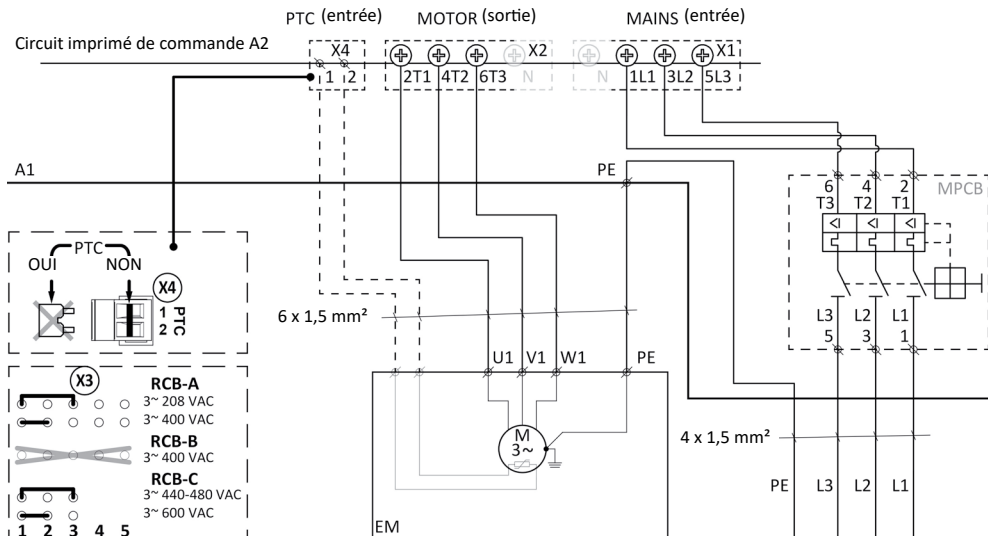 PTC (entrée) MOTOR (sortie) MAINS (entrée)
Circuit imprimé de commande A2
X4 X2 X1
1 2 2T1 4T2 6T3 N N 1L1 3L2 5L3
A1 PE
6 4 2 MPCB
T3 T2 T1
< I < I < I
PTC
OUI NON
X4
1
2
PTC
6 x 1,5 mm²
L3 L2 L1
5 3 1
U1 V1 W1 PE
X3
RCB-A
3~ 208 VAC
3~ 400 VAC
RCB-B
3~ 400 VAC
RCB-C
3~ 440-480 VAC
3~ 600 VAC
1 2 3 4 5
M
3~
4 x 1,5 mm²
PE L3 L2 L1
EM